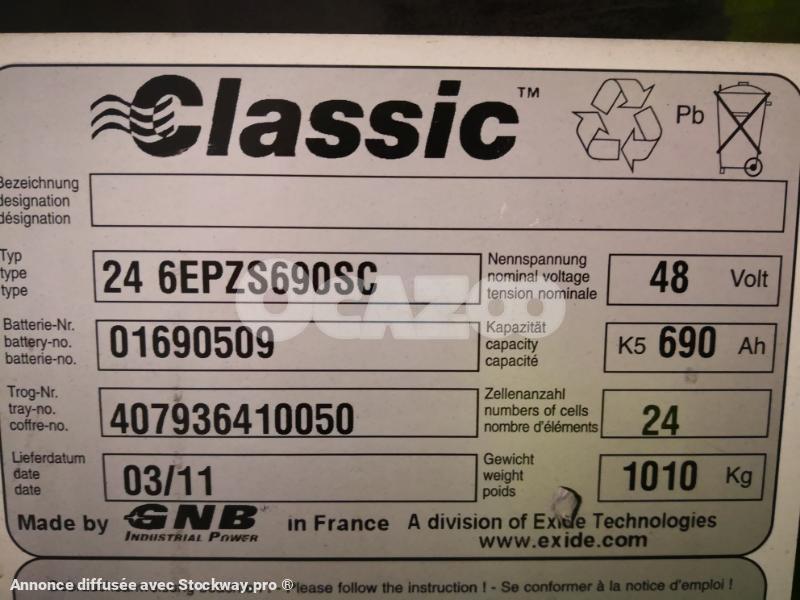 Classic™
Pb
Bezeichnung
designation
désignation
Typ
type
type
24 6EPZS690SC
Nennspannung
nominal voltage
tension nominale
48 Volt
Batterie-Nr.
battery-no.
batterie-no.
01690509
Kapazität
capacity
capacité
K5 690 Ah
Trog-Nr.
tray-no.
coffre-no.
407936410050
Zellenanzahl
numbers of cells
nombre d'éléments
24
Lieferdatum
date
date
03/11
Gewicht
weight
poids
1010 Kg
Made by GNB INDUSTRIAL POWER in France A division of Exide Technologies
www.exide.com
OCAZOO
Please follow the instruction ! - Se conformer à la notice d'emploi !
Annonce diffusée avec Stockway.pro ®